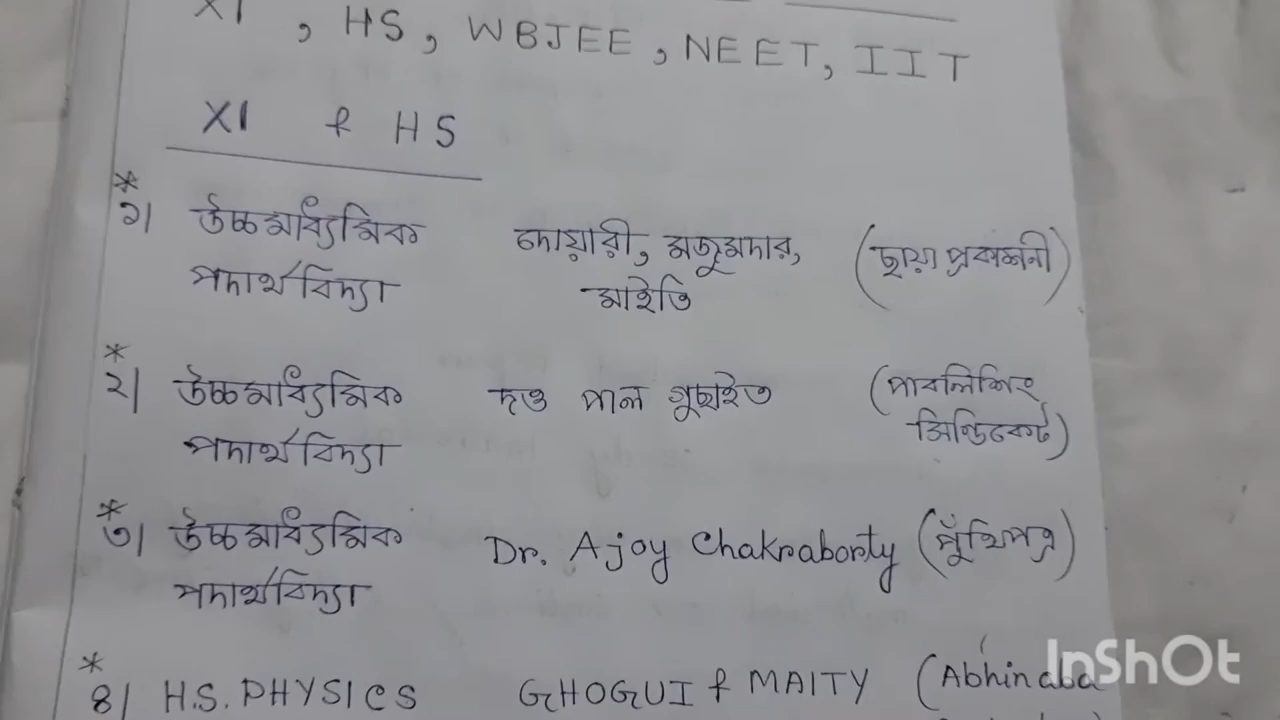 XI, HS, WBJEE, NEET, IIT
XI & HS
* ১। উচ্চমাধ্যমিক দোয়ারী, মজুমদার, (ছায়া প্রকাশনী)
পদার্থবিদ্যা মাইতি
* ২। উচ্চমাধ্যমিক দত্ত পাল গুছাইত (পাবলিশিং
পদার্থবিদ্যা সিন্ডিকেট)
* ৩। উচ্চমাধ্যমিক Dr. Ajoy Chakraborty (পুঁথিপত্র)
পদার্থবিদ্যা
* ৪। H.S. PHYSICS GHOGUI & MAITY (Abhinaba
InShOt